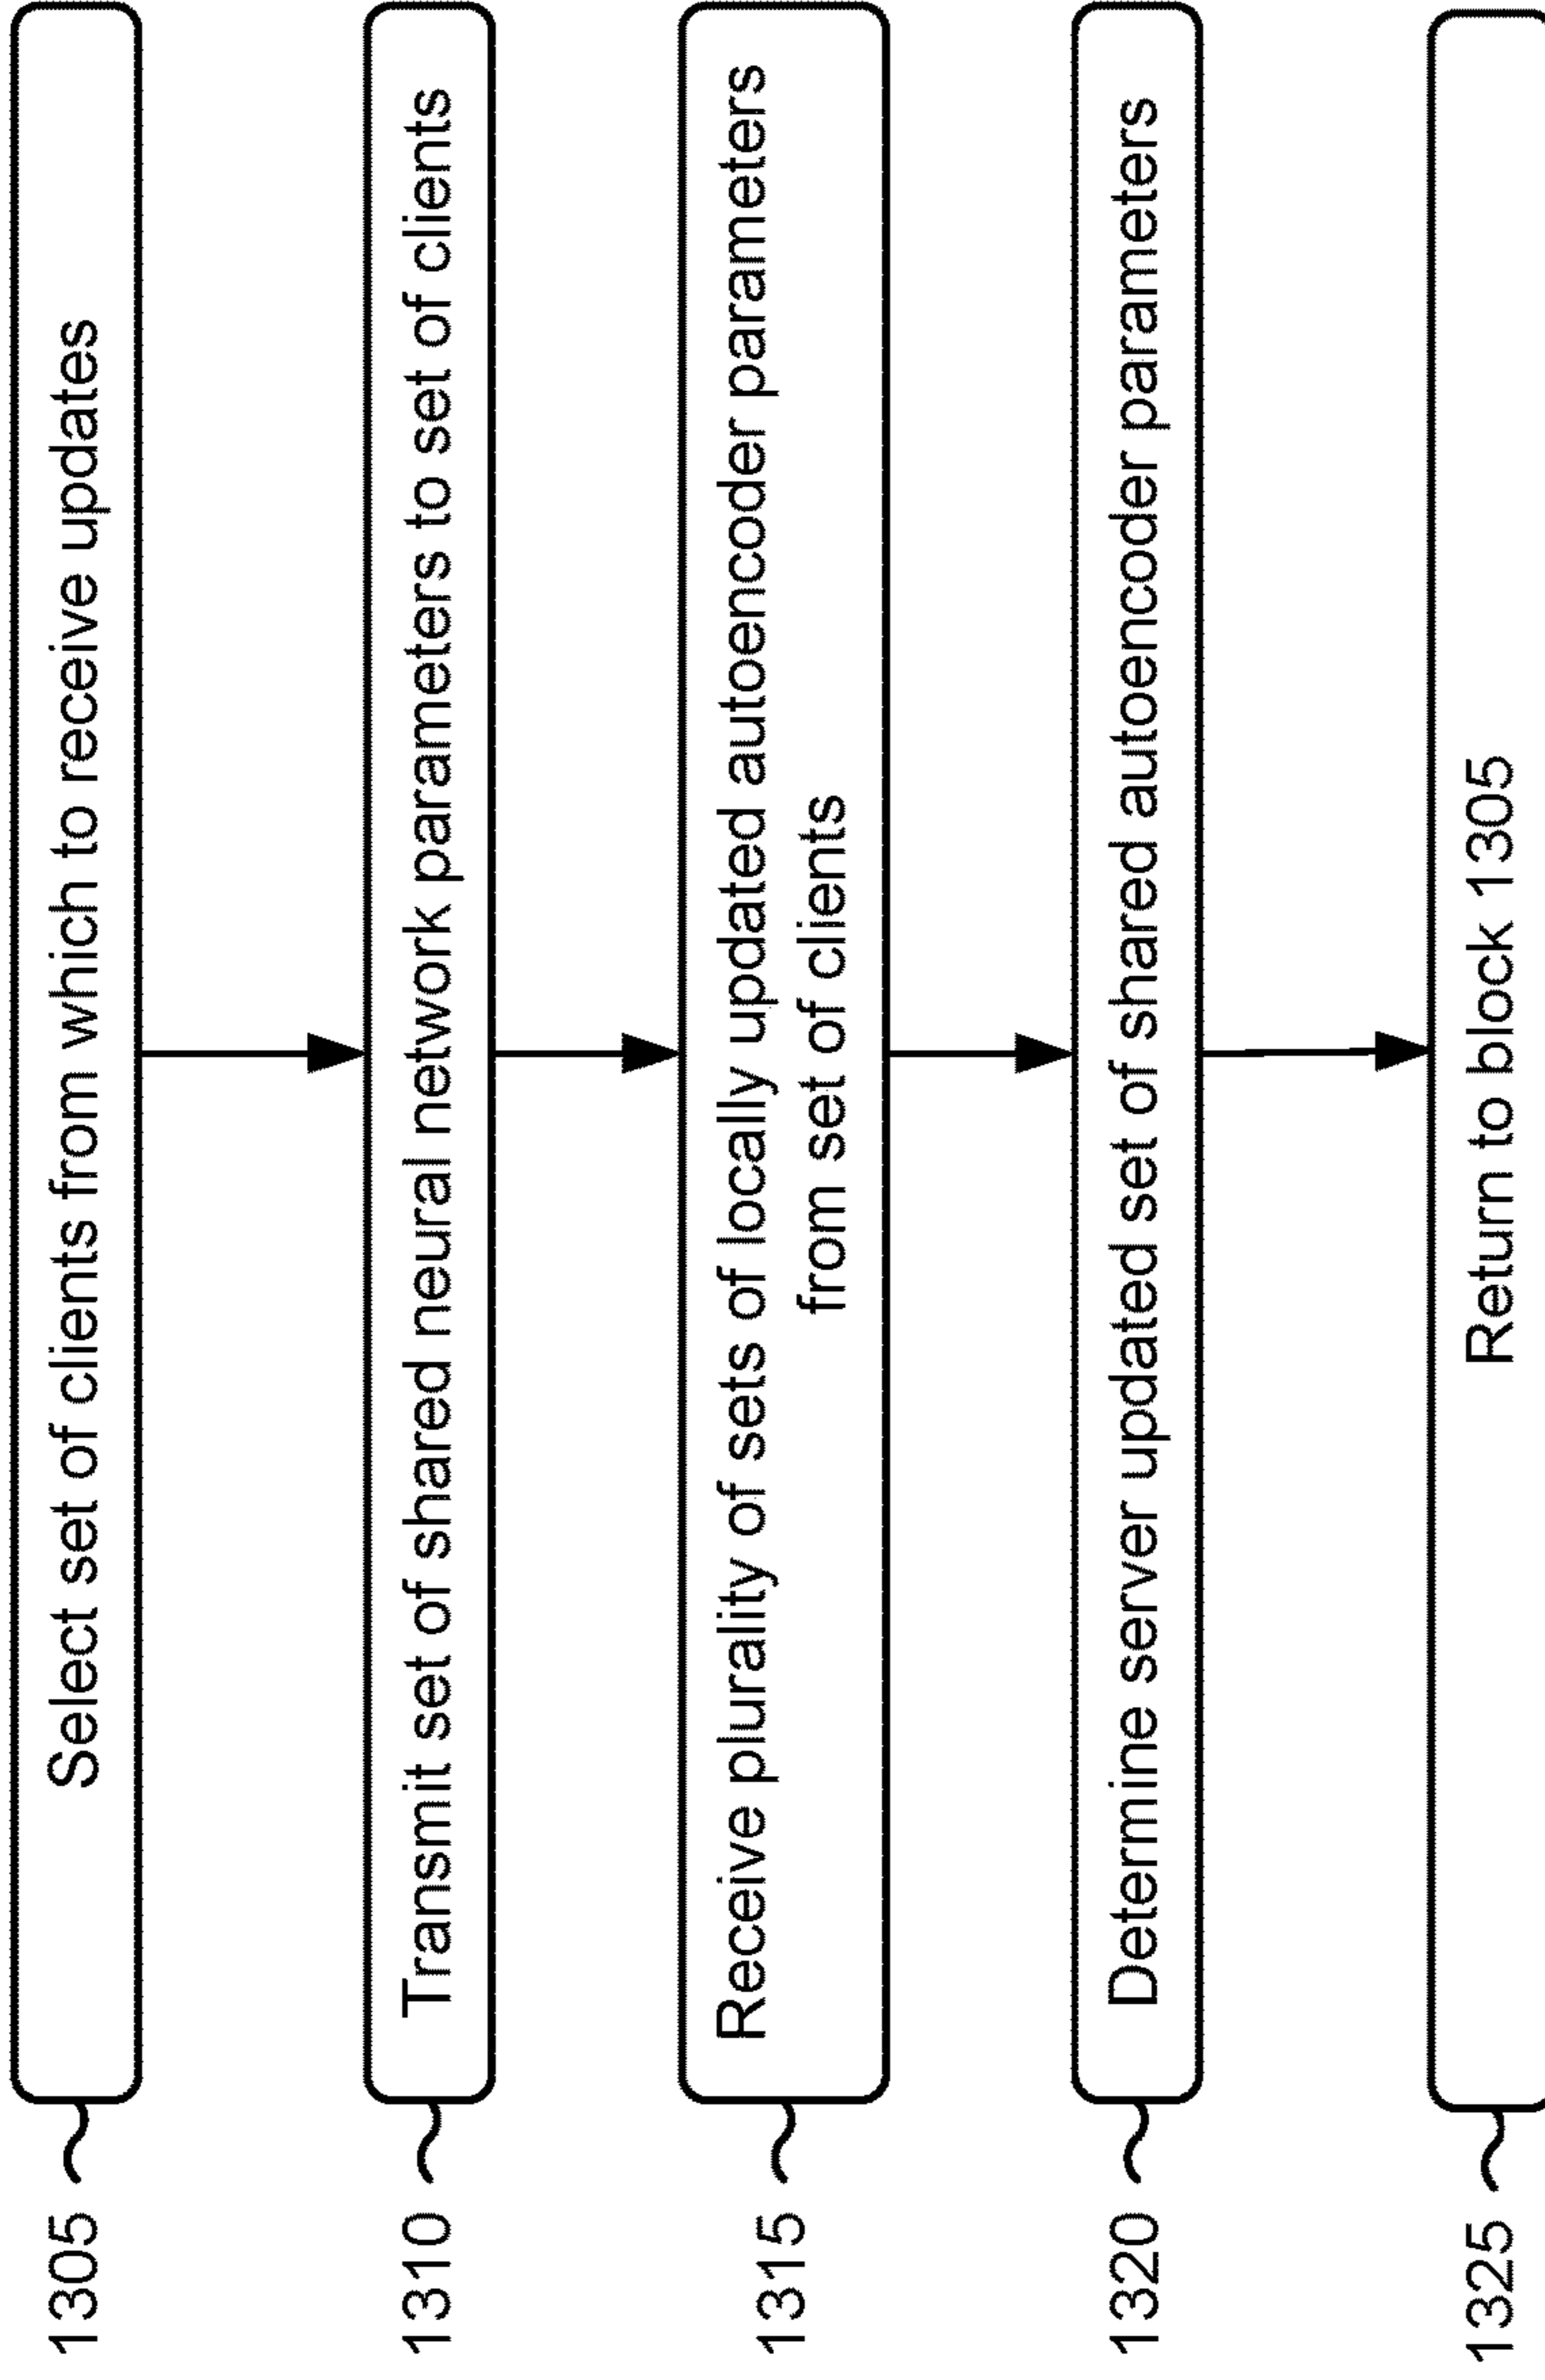 1305
Select set of clients from which to receive updates
1310
Transmit set of shared neural network parameters to set of clients
1315
Receive plurality of sets of locally updated autoencoder parameters
from set of clients
1320
Determine server updated set of shared autoencoder parameters
1325
Return to block 1305